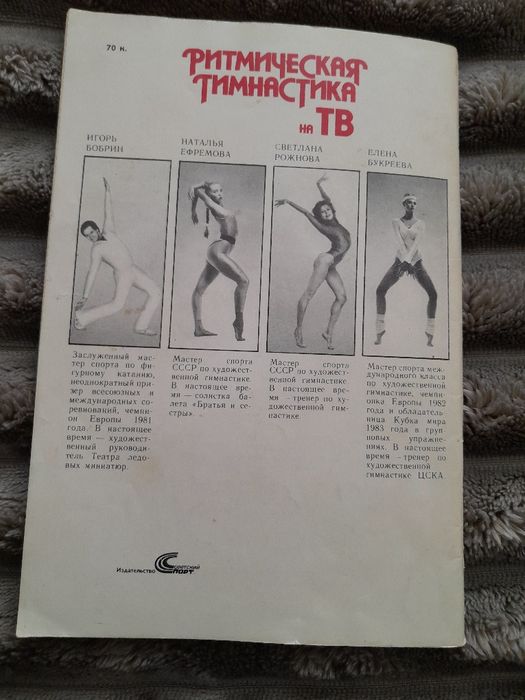 70 к.
РИТМИЧЕСКАЯ
ГИМНАСТИКА
на ТВ
ИГОРЬ
БОБРИН
НАТАЛЬЯ
ЕФРЕМОВА
СВЕТЛАНА
РОЖНОВА
ЕЛЕНА
БУКРЕЕВА
Заслуженный мас-
тер спорта по фи-
гурному катанию,
неоднократный при-
зер всесоюзных и
международных со-
ревнований, чемпи-
он Европы 1981
года. В настоящее
время — художест-
венный руководи-
тель Театра ледо-
вых миниатюр.
Мастер спорта
СССР по художест-
венной гимнастике.
В настоящее вре-
мя — солистка ба-
лета «Братья и се-
стры».
Мастер спорта
СССР по художест-
венной гимнастике
В настоящее вре-
мя —тренер по ху-
дожественной гим-
настике.
Мастер спорта меж-
дународного класса
по художественной
гимнастике, чемпи-
онка Европы 1982
года и обладатель-
ница Кубка мира
1983 года в груп-
повых упражне-
ниях. В настоящее
время —тренер по
художественной
гимнастике ЦСКА.
Издательство Советский Спорт